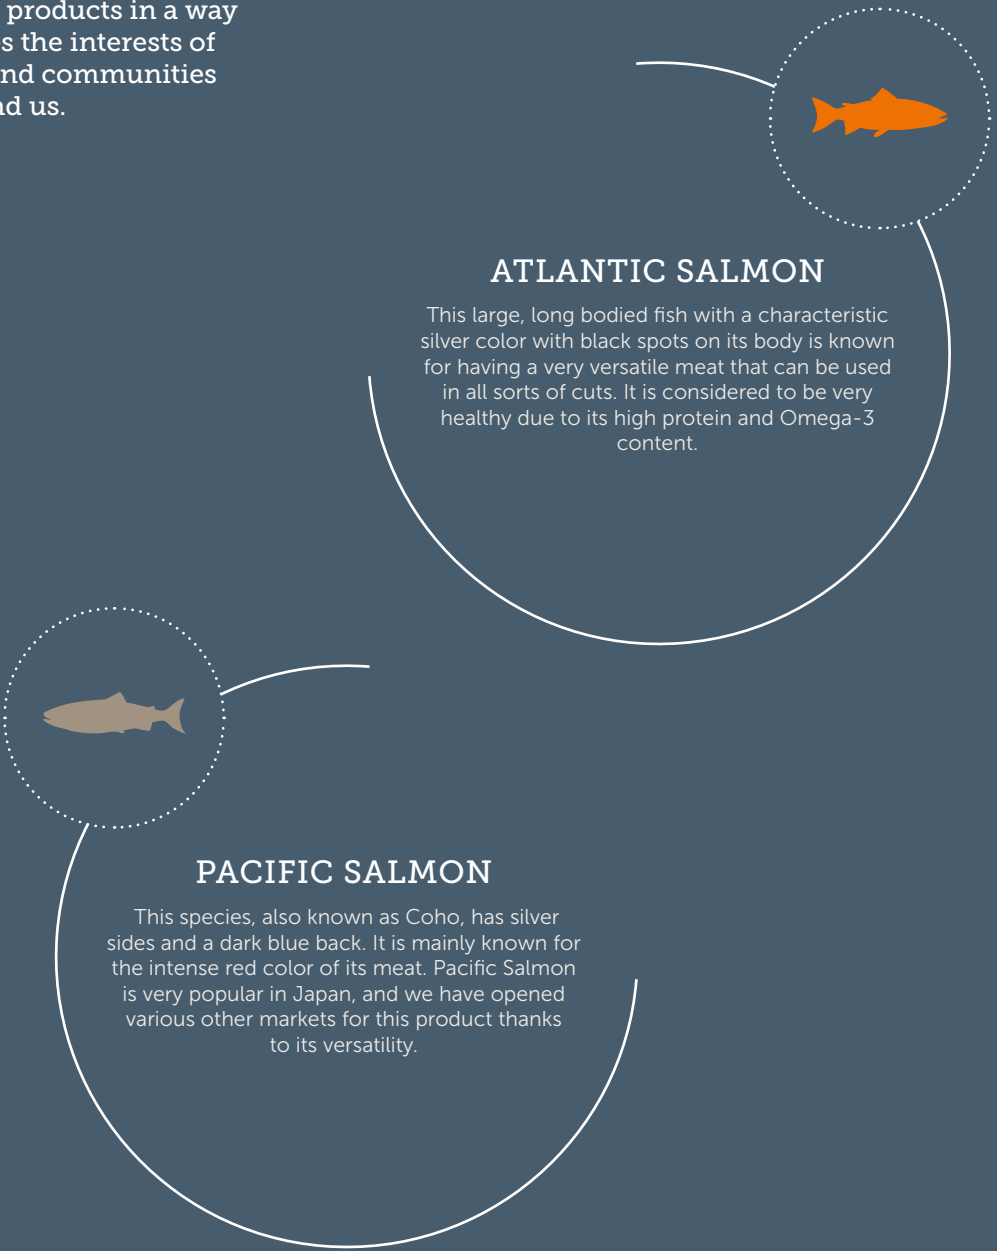 products in a way
s the interests of
nd communities
nd us.
ATLANTIC SALMON
This large, long bodied fish with a characteristic
silver color with black spots on its body is known
for having a very versatile meat that can be used
in all sorts of cuts. It is considered to be very
healthy due to its high protein and Omega-3
content.
PACIFIC SALMON
This species, also known as Coho, has silver
sides and a dark blue back. It is mainly known for
the intense red color of its meat. Pacific Salmon
is very popular in Japan, and we have opened
various other markets for this product thanks
to its versatility.